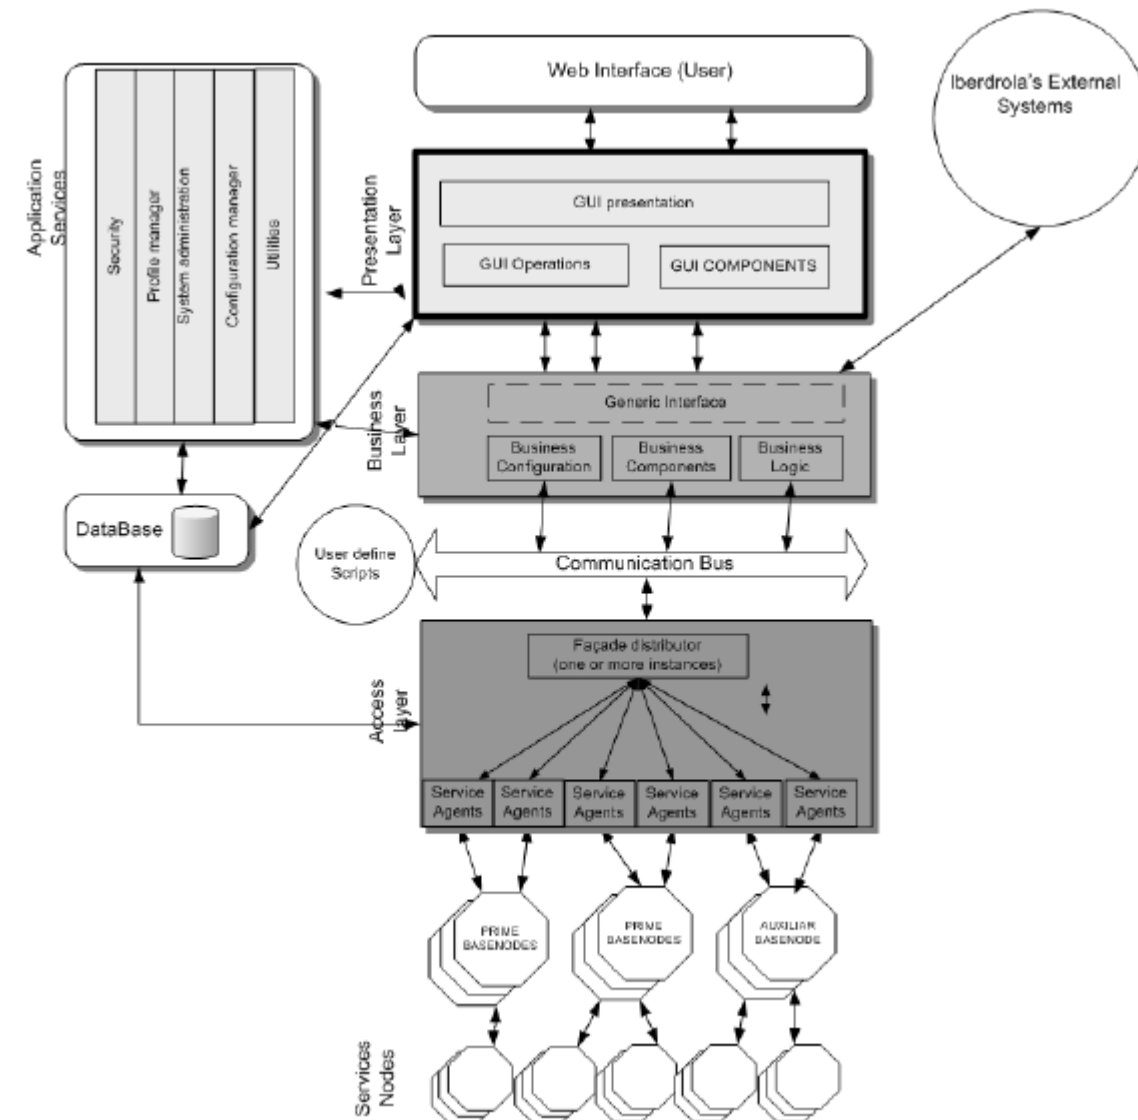 Web Interface (User)
Iberdrola's External
Systems
Application
Services
Security
Profile manager
System administration
Configuration manager
Utilities
Presentation
Layer
GUI presentation
GUI Operations
GUI COMPONENTS
Business
Layer
Generic Interface
Business
Configuration
Business
Components
Business
Logic
DataBase
User define
Scripts
Communication Bus
Access
layer
Façade distributor
(one or more instances)
Service
Agents
Service
Agents
Service
Agents
Service
Agents
Service
Agents
Service
Agents
PRIME
BASENODES
PRIME
BASENODES
AUXILIAR
BASENODE
Services
Nodes